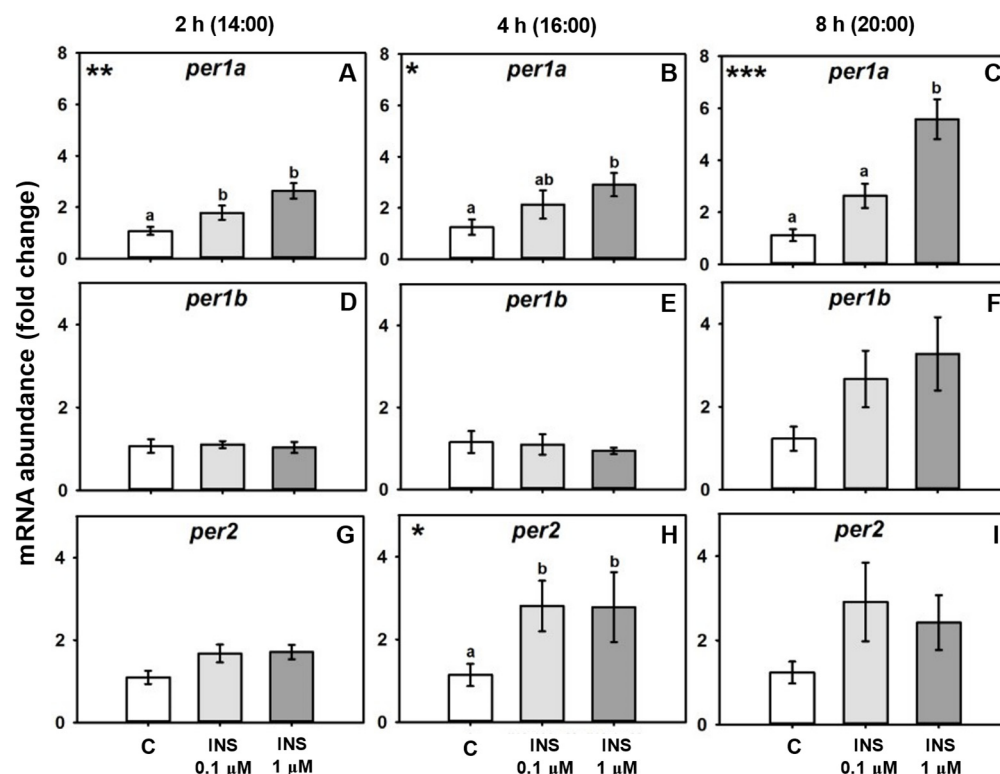 2 h (14:00)
4 h (16:00)
8 h (20:00)
mRNA abundance (fold change)
** per1a A
8
6
4
2
0
a
b
b
* per1a B
8
6
4
2
0
a
ab
b
*** per1a C
8
6
4
2
0
a
a
b
per1b D
4
2
0
per1b E
4
2
0
per1b F
4
2
0
per2 G
4
2
0
* per2 H
4
2
0
a
b
b
per2 I
4
2
0
C
INS
0.1 µM
INS
1 µM
C
INS
0.1 µM
INS
1 µM
C
INS
0.1 µM
INS
1 µM